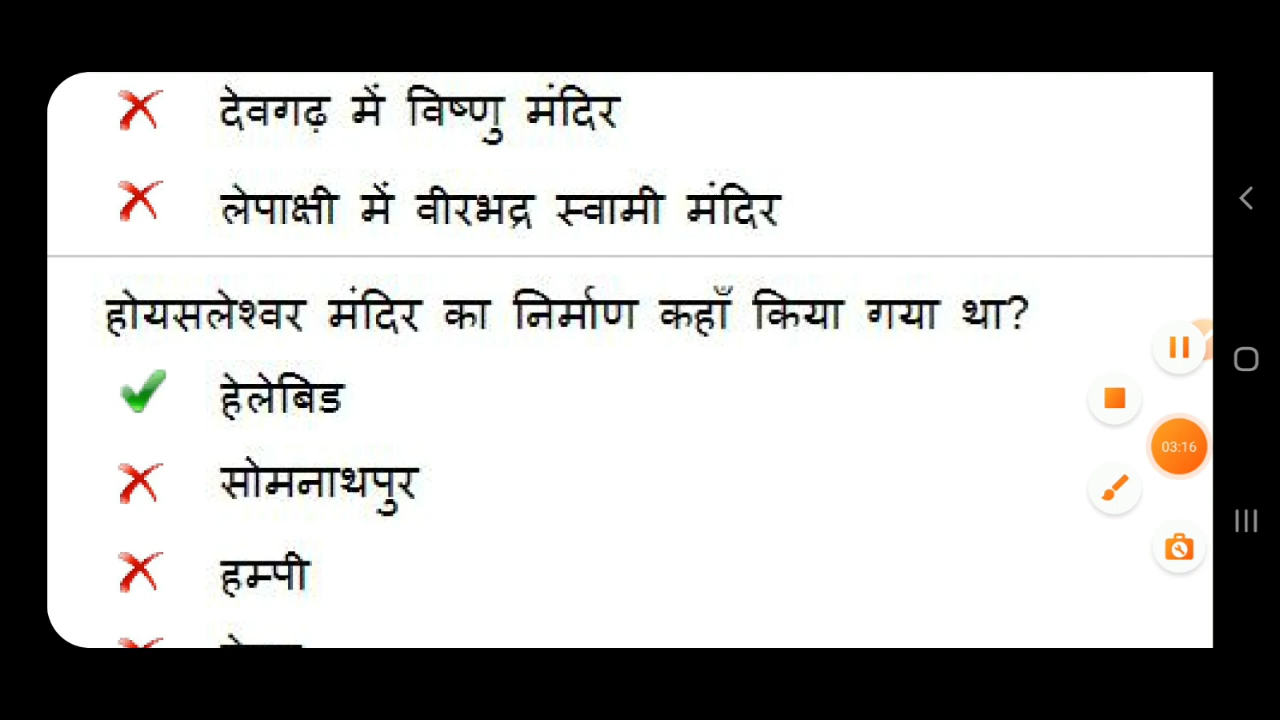 देवगढ़ में विष्णु मंदिर
लेपाक्षी में वीरभद्र स्वामी मंदिर
होयसलेश्वर मंदिर का निर्माण कहाँ किया गया था?
हेलेबिड
सोमनाथपुर
हम्पी
03:16